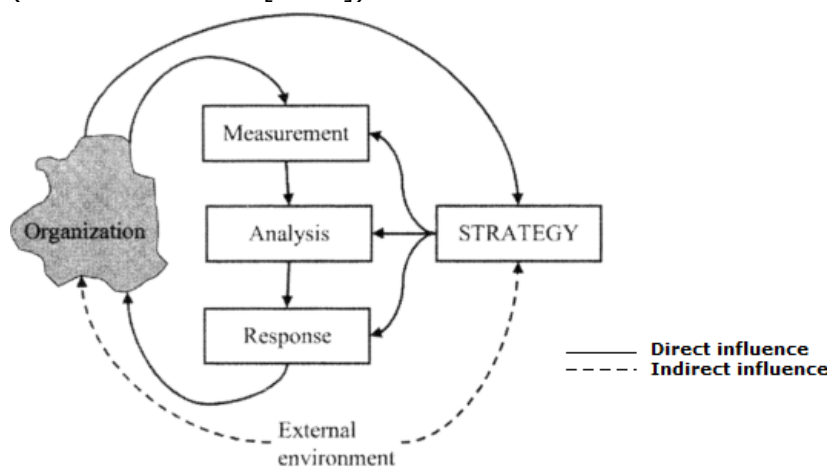 Measurement
Organization
Analysis
STRATEGY
Response
Direct influence
Indirect influence
External
environment